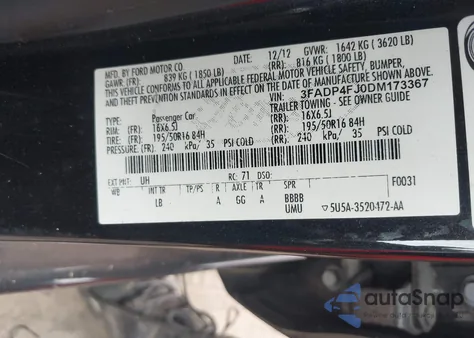 MFD. BY FORD MOTOR CO.
12/12 GVWR: 1642 KG ( 3620 LB)
GAWR: (FR): 839 KG ( 1850 LB) (RR): 816 KG ( 1800 LB)
THIS VEHICLE CONFORMS TO ALL APPLICABLE FEDERAL MOTOR VEHICLE SAFETY, BUMPER,
AND THEFT PREVENTION STANDARDS IN EFFECT ON THE DATE OF MANUFACTURE SHOWN ABOVE.
VIN: 3FADP4FJ0DM173367
TYPE: Passenger Car TRAILER TOWING - SEE OWNER GUIDE
RIM: (FR): 16X6.5J (RR): 16X6.5J
TIRE: (FR): 195/50R16 84H (RR): 195/50R16 84H
PRESSURE: (FR): 240 kPa/ 35 PSI COLD (RR): 240 kPa/ 35 PSI COLD
EXT PNT: UH RC: 71 DSO: F0031
WB INT TR TP/PS R AXLE TR SPR
LB A GG A BBBB
UMU 5U5A-3520472-AA
autoSnap